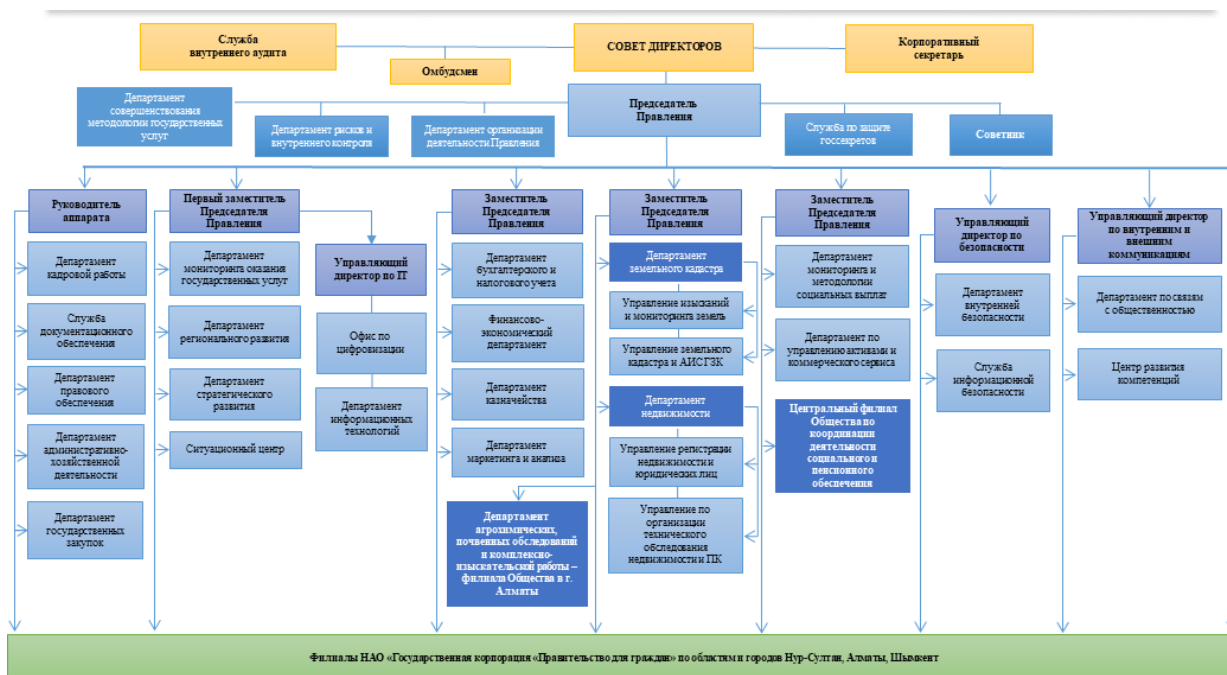 Служба
внутреннего аудита
СОВЕТ ДИРЕКТОРОВ
Корпоративный
секретарь
Омбудсмен
Департамент
совершенствования
методологии государственных
услуг
Департамент рисков и
внутреннего контроля
Департамент организации
деятельности Правления
Председатель
Правления
Служба по защите
госсекретов
Советник
Руководитель
аппарата
Департамент
кадровой работы
Служба
документационного
обеспечения
Департамент
правового
обеспечения
Департамент
административно-
хозяйственной
деятельности
Департамент
государственных
закупок
Первый заместитель
Председателя
Правления
Департамент
мониторинга оказания
государственных услуг
Департамент
регионального развития
Департамент
стратегического
развития
Ситуационный центр
Управляющий
директор по IT
Офис по
цифровизации
Департамент
информационных
технологий
Заместитель
Председателя
Правления
Департамент
бухгалтерского и
налогового учета
Финансово-
экономический
департамент
Департамент
казначейства
Департамент
маркетинга и анализа
Департамент
агрохимических,
почвенных обследований
и комплексно-
изыскательской работы –
филиала Общества в г.
Алматы
Заместитель
Председателя
Правления
Департамент
земельного кадастра
Управление изысканий
и мониторинга земель
Управление земельного
кадастра и АИС ГЗК
Департамент
недвижимости
Управление регистрации
недвижимости и
юридических лиц
Управление по
организации
технического
обследования
недвижимости и ПК
Заместитель
Председателя
Правления
Департамент
мониторинга и
методологии
социальных выплат
Департамент по
управлению активами и
коммерческого сервиса
Центральный филиал
Общества по
координации
деятельности
социального и
пенсионного
обеспечения
Управляющий
директор по
безопасности
Департамент
внутренней
безопасности
Служба
информационной
безопасности
Управляющий директор
по внутренним и
внешним
коммуникациям
Департамент по связям
с общественностью
Центр развития
компетенций
Филиалы НАО «Государственная корпорация «Правительство для граждан» по областям и городов Нур-Султан, Алматы, Шымкент